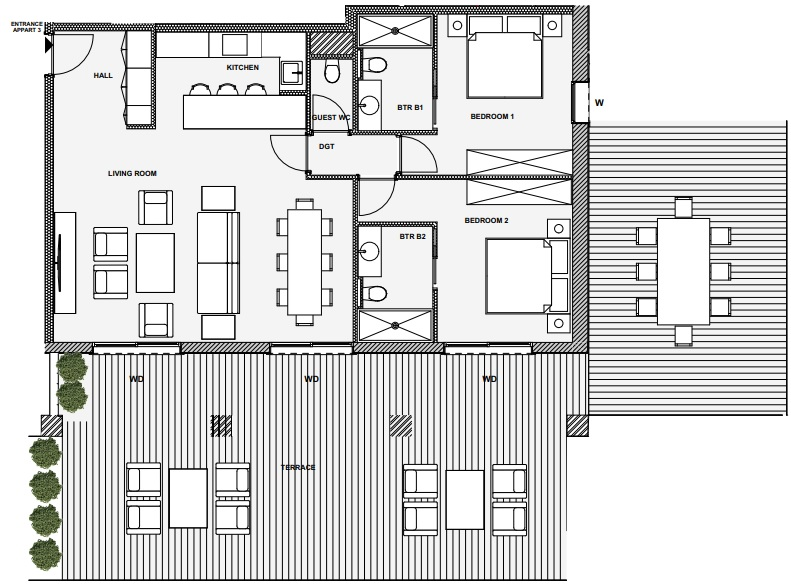 ENTRANCE
APPART 3
HALL
KITCHEN
GUEST WC
BTR B1
BEDROOM 1
W
DGT
LIVING ROOM
BEDROOM 2
BTR B2
WD
WD
WD
TERRACE